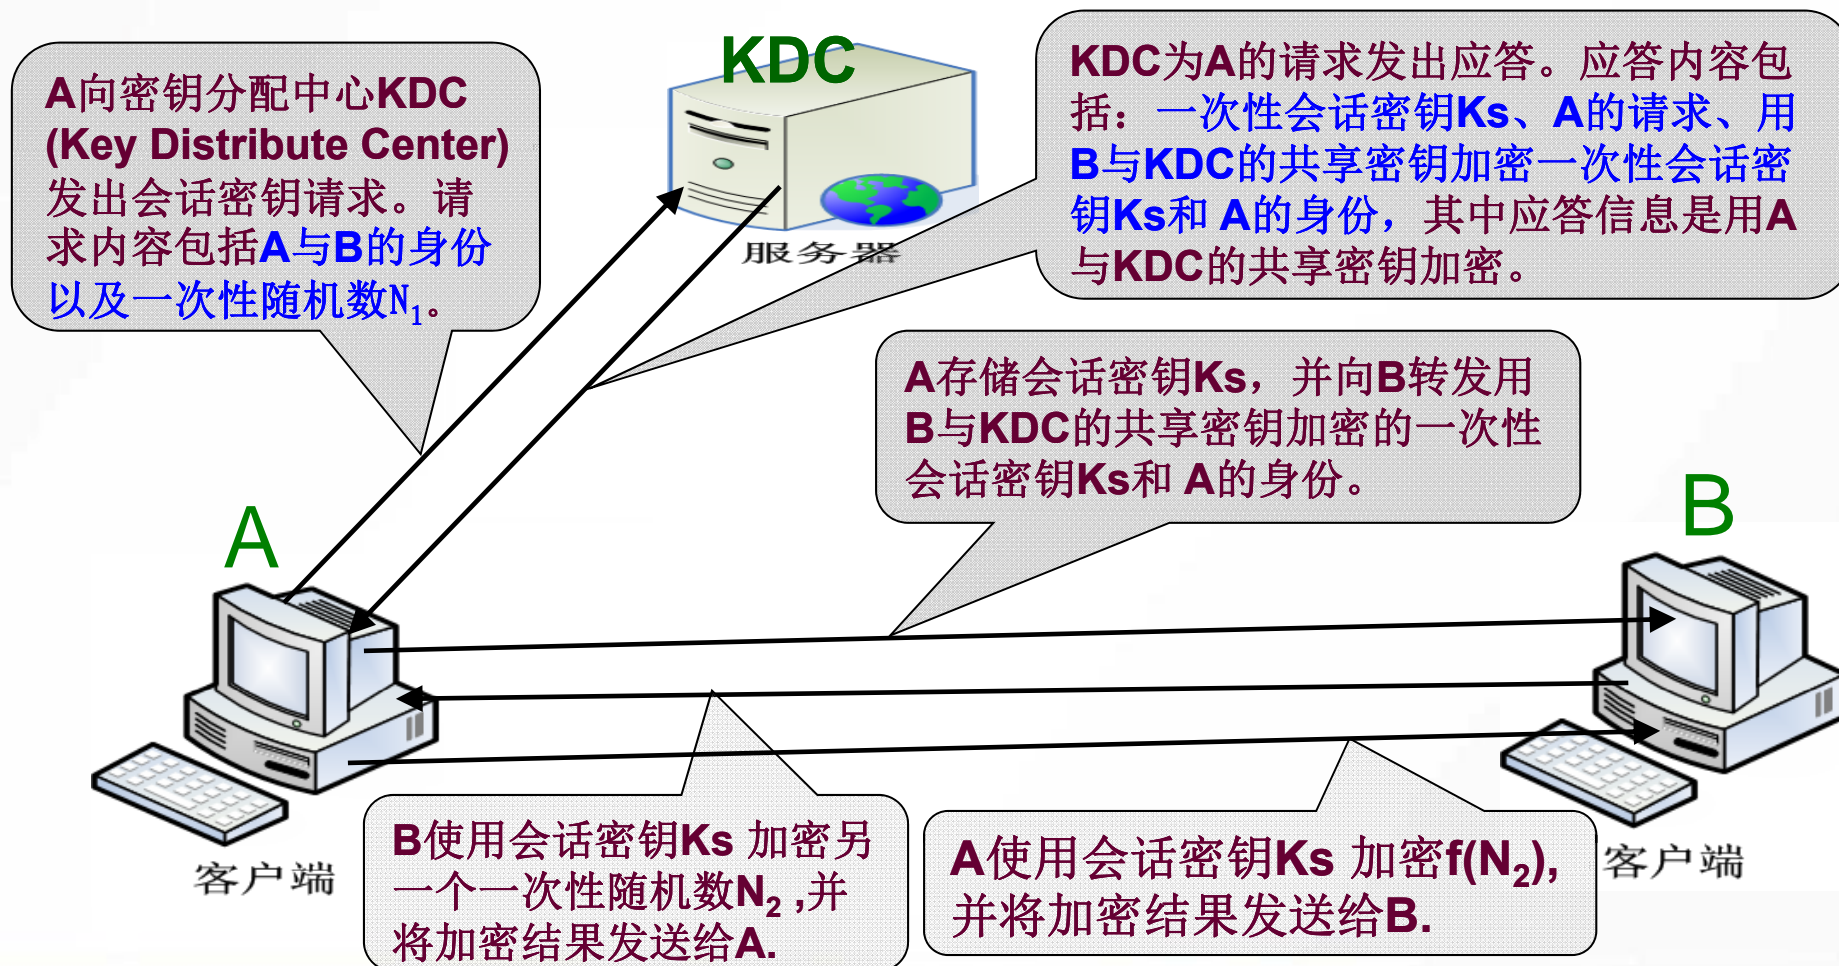 KDC
A向密钥分配中心KDC
(Key Distribute Center)
发出会话密钥请求。请
求内容包括A与B的身份
以及一次性随机数N₁。
KDC为A的请求发出应答。应答内容包
括：一次性会话密钥Ks、A的请求、用
B与KDC的共享密钥加密一次性会话密
钥Ks和 A的身份，其中应答信息是用A
与KDC的共享密钥加密。
服务器
A存储会话密钥Ks，并向B转发用
B与KDC的共享密钥加密的一次性
会话密钥Ks和 A的身份。
A
B
B使用会话密钥Ks 加密另
一个一次性随机数N₂ ,并
将加密结果发送给A.
A使用会话密钥Ks 加密f(N₂),
并将加密结果发送给B.
客户端
客户端